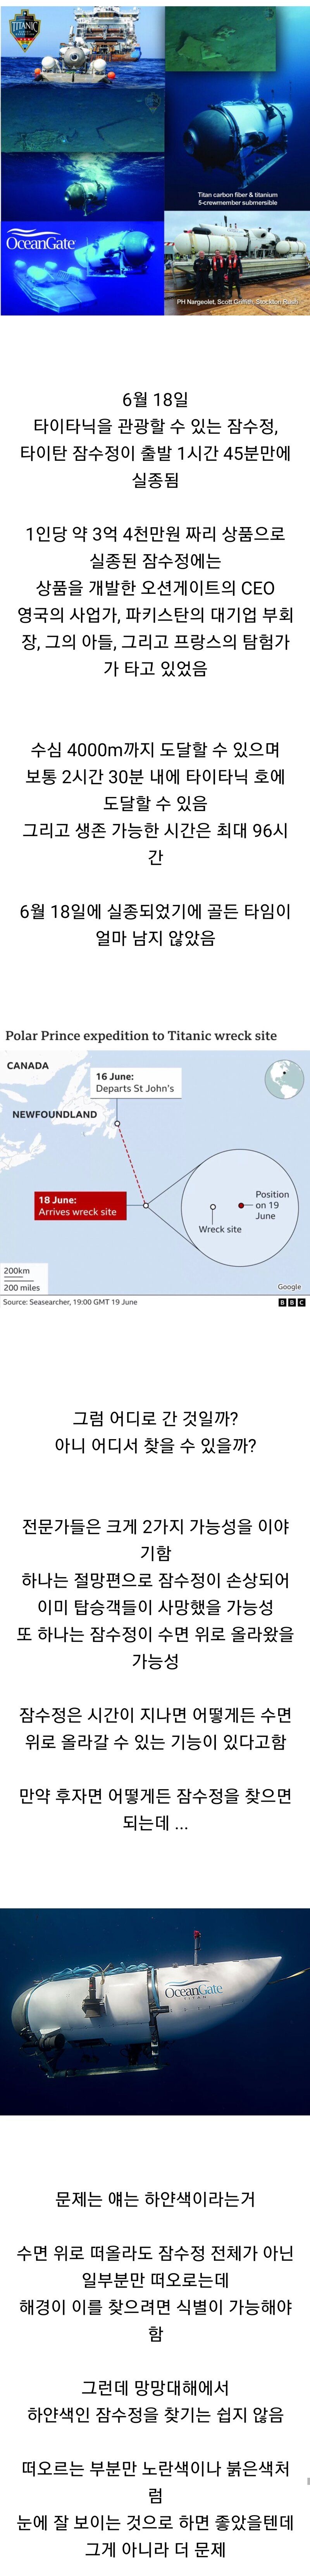 TITANIC
Titan carbon fiber & titanium
5-crewmember submersible
OceanGate
PH Nargeolet, Scott Griffith, Stockton Rush
6월 18일
타이타닉을 관광할 수 있는 잠수정,
타이탄 잠수정이 출발 1시간 45분만에
실종됨
1인당 약 3억 4천만원 짜리 상품으로
실종된 잠수정에는
상품을 개발한 오션게이트의 CEO
영국의 사업가, 파키스탄의 대기업 부회
장, 그의 아들, 그리고 프랑스의 탐험가
가 타고 있었음
수심 4000m까지 도달할 수 있으며
보통 2시간 30분 내에 타이타닉 호에
도달할 수 있음
그리고 생존 가능한 시간은 최대 96시
간
6월 18일에 실종되었기에 골든 타임이
얼마 남지 않았음
Polar Prince expedition to Titanic wreck site
CANADA
16 June:
Departs St John's
NEWFOUNDLAND
18 June:
Arrives wreck site
Position
on 19
June
Wreck site
200km
200 miles
Google
Source: Seasearcher, 19:00 GMT 19 June
BBC
그럼 어디로 간 것일까?
아니 어디서 찾을 수 있을까?
전문가들은 크게 2가지 가능성을 이야
기함
하나는 절망편으로 잠수정이 손상되어
이미 탑승객들이 사망했을 가능성
또 하나는 잠수정이 수면 위로 올라왔을
가능성
잠수정은 시간이 지나면 어떻게든 수면
위로 올라갈 수 있는 기능이 있다고함
만약 후자면 어떻게든 잠수정을 찾으면
되는데 ...
OceanGate
TITAN
문제는 얘는 하얀색이라는거
수면 위로 떠올라도 잠수정 전체가 아닌
일부분만 떠오르는데
해경이 이를 찾으려면 식별이 가능해야
함
그런데 망망대해에서
하얀색인 잠수정을 찾기는 쉽지 않음
떠오르는 부분만 노란색이나 붉은색처
럼
눈에 잘 보이는 것으로 하면 좋았을텐데
그게 아니라 더 문제